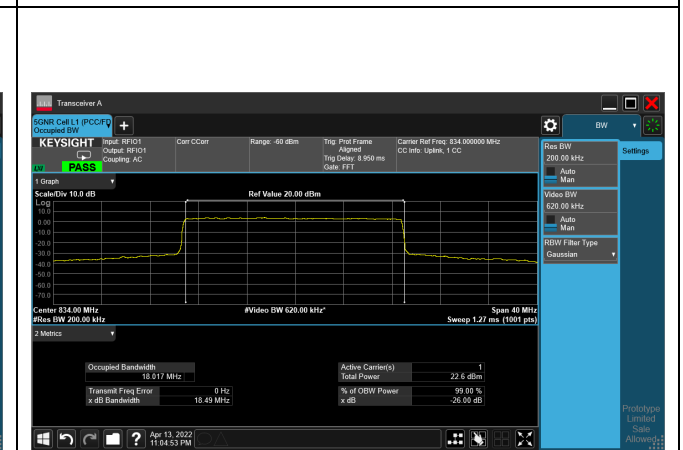 Transceiver A
5GNR Cell L1 (PCC/FD
Occupied BW
BW
KEYSIGHT
Input: RFIO1
Output: RFIO1
Coupling: AC
Corr CCorr
Range: -60 dBm
Trig: Prot Frame
Aligned
Trig Delay: 8.950 ms
Gate: FFT
Carrier Ref Freq: 834.000000 MHz
CC Info: Uplink, 1 CC
PASS
Res BW
200.00 kHz
Auto
Man
Settings
Video BW
620.00 kHz
Auto
Man
RBW Filter Type
Gaussian
1 Graph
Scale/Div 10.0 dB
Ref Value 20.00 dBm
Log
10.0
0.00
-10.0
-20.0
-30.0
-40.0
-50.0
-60.0
-70.0
Center 834.00 MHz
#Video BW 620.00 kHz*
Span 40 MHz
#Res BW 200.00 kHz
Sweep 1.27 ms (1001 pts)
2 Metrics
Occupied Bandwidth
18.017 MHz
Active Carrier(s) 1
Total Power 22.6 dBm
Transmit Freq Error 0 Hz
x dB Bandwidth 18.49 MHz
% of OBW Power 99.00 %
x dB -26.00 dB
Prototype
Limited
Sale
Allowed
?
Apr 13, 2022
11:04:53 PM